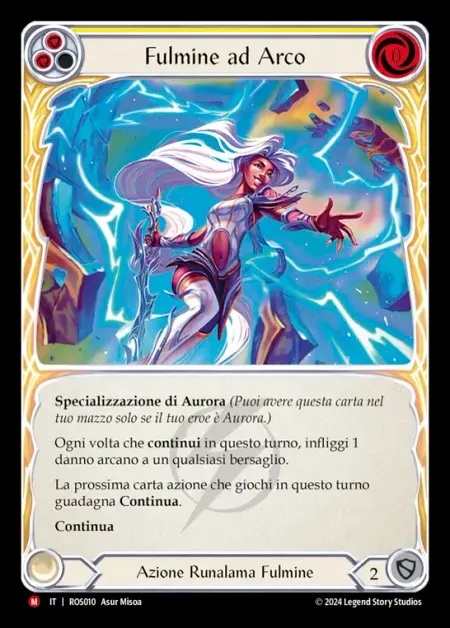 Fulmine ad Arco
0
Specializzazione di Aurora (Puoi avere questa carta nel
tuo mazzo solo se il tuo eroe è Aurora.)
Ogni volta che continui in questo turno, infliggi 1
danno arcano a un qualsiasi bersaglio.
La prossima carta azione che giochi in questo turno
guadagna Continua.
Continua
Azione Runalama Fulmine
2
M | IT | ROS010 Asur Misoa
© 2024 Legend Story Studios